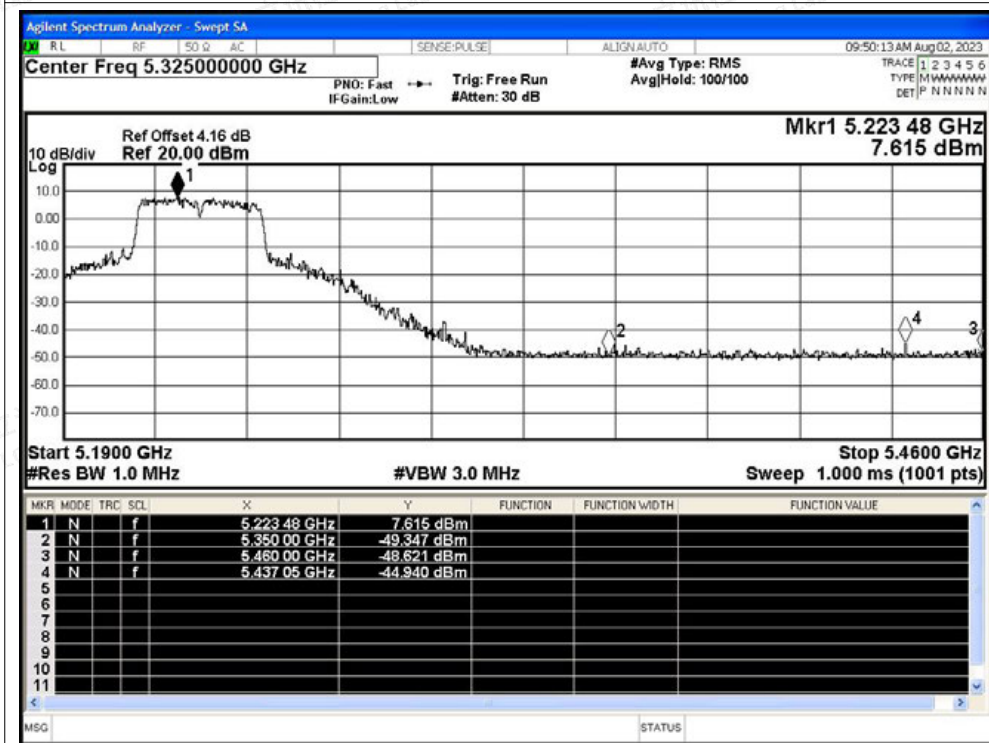 Agilent Spectrum Analyzer - Swept SA
LXI RL RF 50 Ω AC SENSE:PULSE ALIGN AUTO 09:50:13 AM Aug 02, 2023
Center Freq 5.325000000 GHz
PNO: Fast
IFGain:Low
Trig: Free Run
#Atten: 30 dB
#Avg Type: RMS
Avg|Hold: 100/100
TRACE 1 2 3 4 5 6
TYPE M WWWWW
DET P N N N N N
Mkr1 5.223 48 GHz
7.615 dBm
Ref Offset 4.16 dB
10 dB/div Ref 20.00 dBm
Log
1
10.0
0.00
-10.0
-20.0
-30.0
-40.0
2
4
3
-50.0
-60.0
-70.0
Start 5.1900 GHz Stop 5.4600 GHz
#Res BW 1.0 MHz #VBW 3.0 MHz Sweep 1.000 ms (1001 pts)
MKR MODE TRC SCL X Y FUNCTION FUNCTION WIDTH FUNCTION VALUE
1 N f 5.223 48 GHz 7.615 dBm
2 N f 5.350 00 GHz -49.347 dBm
3 N f 5.460 00 GHz -48.621 dBm
4 N f 5.437 05 GHz -44.940 dBm
5
6
7
8
9
10
11
MSG STATUS